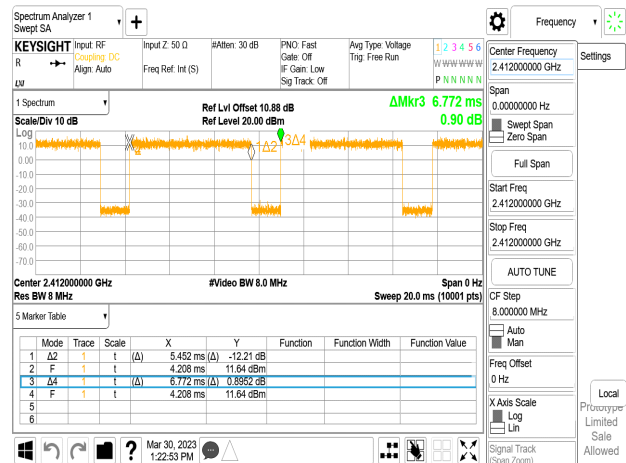 Spectrum Analyzer 1
Swept SA
Frequency
KEYSIGHT
R
Input: RF
Coupling: DC
Align: Auto
Input Z: 50 Ω
Freq Ref: Int (S)
#Atten: 30 dB
PNO: Fast
Gate: Off
IF Gain: Low
Sig Track: Off
Avg Type: Voltage
Trig: Free Run
1 2 3 4 5 6
W W W W W W
P N N N N N
LXI
1 Spectrum
Scale/Div 10 dB
Ref Lvl Offset 10.88 dB
Ref Level 20.00 dBm
ΔMkr3 6.772 ms
0.90 dB
Log
10.0
0.00
-10.0
-20.0
-30.0
-40.0
-50.0
-60.0
-70.0
1Δ2
3Δ4
Center 2.412000000 GHz
Res BW 8 MHz
#Video BW 8.0 MHz
Span 0 Hz
Sweep 20.0 ms (10001 pts)
5 Marker Table
Mode Trace Scale X Y Function Function Width Function Value
1 Δ2 1 t (Δ) 5.452 ms (Δ) -12.21 dB
2 F 1 t 4.208 ms 11.64 dBm
3 Δ4 1 t (Δ) 6.772 ms (Δ) 0.8952 dB
4 F 1 t 4.208 ms 11.64 dBm
5
6
Mar 30, 2023
1:22:53 PM
Center Frequency
2.412000000 GHz
Settings
Span
0.00000000 Hz
Swept Span
Zero Span
Full Span
Start Freq
2.412000000 GHz
Stop Freq
2.412000000 GHz
AUTO TUNE
CF Step
8.000000 MHz
Auto
Man
Freq Offset
0 Hz
X Axis Scale
Log
Lin
Signal Track
(Span Zoom)
Local
Prototype
Limited
Sale
Allowed